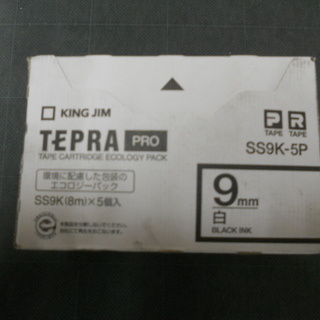 KING JIM
TEPRA PRO
TAPE CARTRIDGE ECOLOGY PACK
環境に配慮した包装の
エコロジーパック
SS9K(8m)×5個入
P R
TAPE TAPE
SS9K-5P
9mm
白
BLACK INK